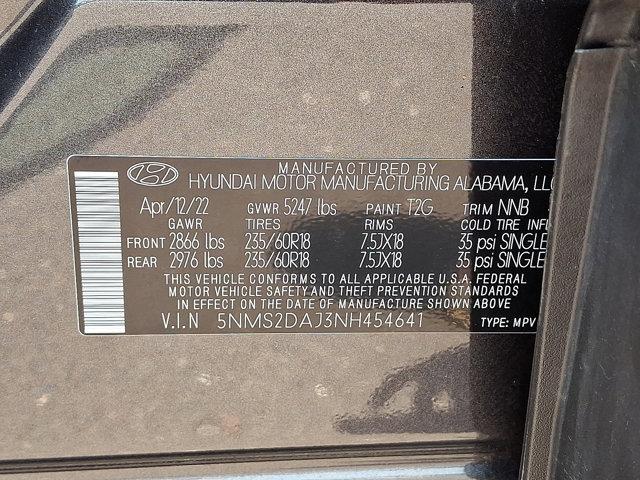 MANUFACTURED BY
HYUNDAI MOTOR MANUFACTURING ALABAMA, LLC
Apr/12/22 GVWR 5247 lbs PAINT T2G TRIM NNB
GAWR TIRES RIMS COLD TIRE INFL
FRONT 2866 lbs 235/60R18 7.5JX18 35 psi SINGLE
REAR 2976 lbs 235/60R18 7.5JX18 35 psi SINGLE
THIS VEHICLE CONFORMS TO ALL APPLICABLE U.S.A. FEDERAL
MOTOR VEHICLE SAFETY AND THEFT PREVENTION STANDARDS
IN EFFECT ON THE DATE OF MANUFACTURE SHOWN ABOVE
V.I.N 5NMS2DAJ3NH454641 TYPE: MPV